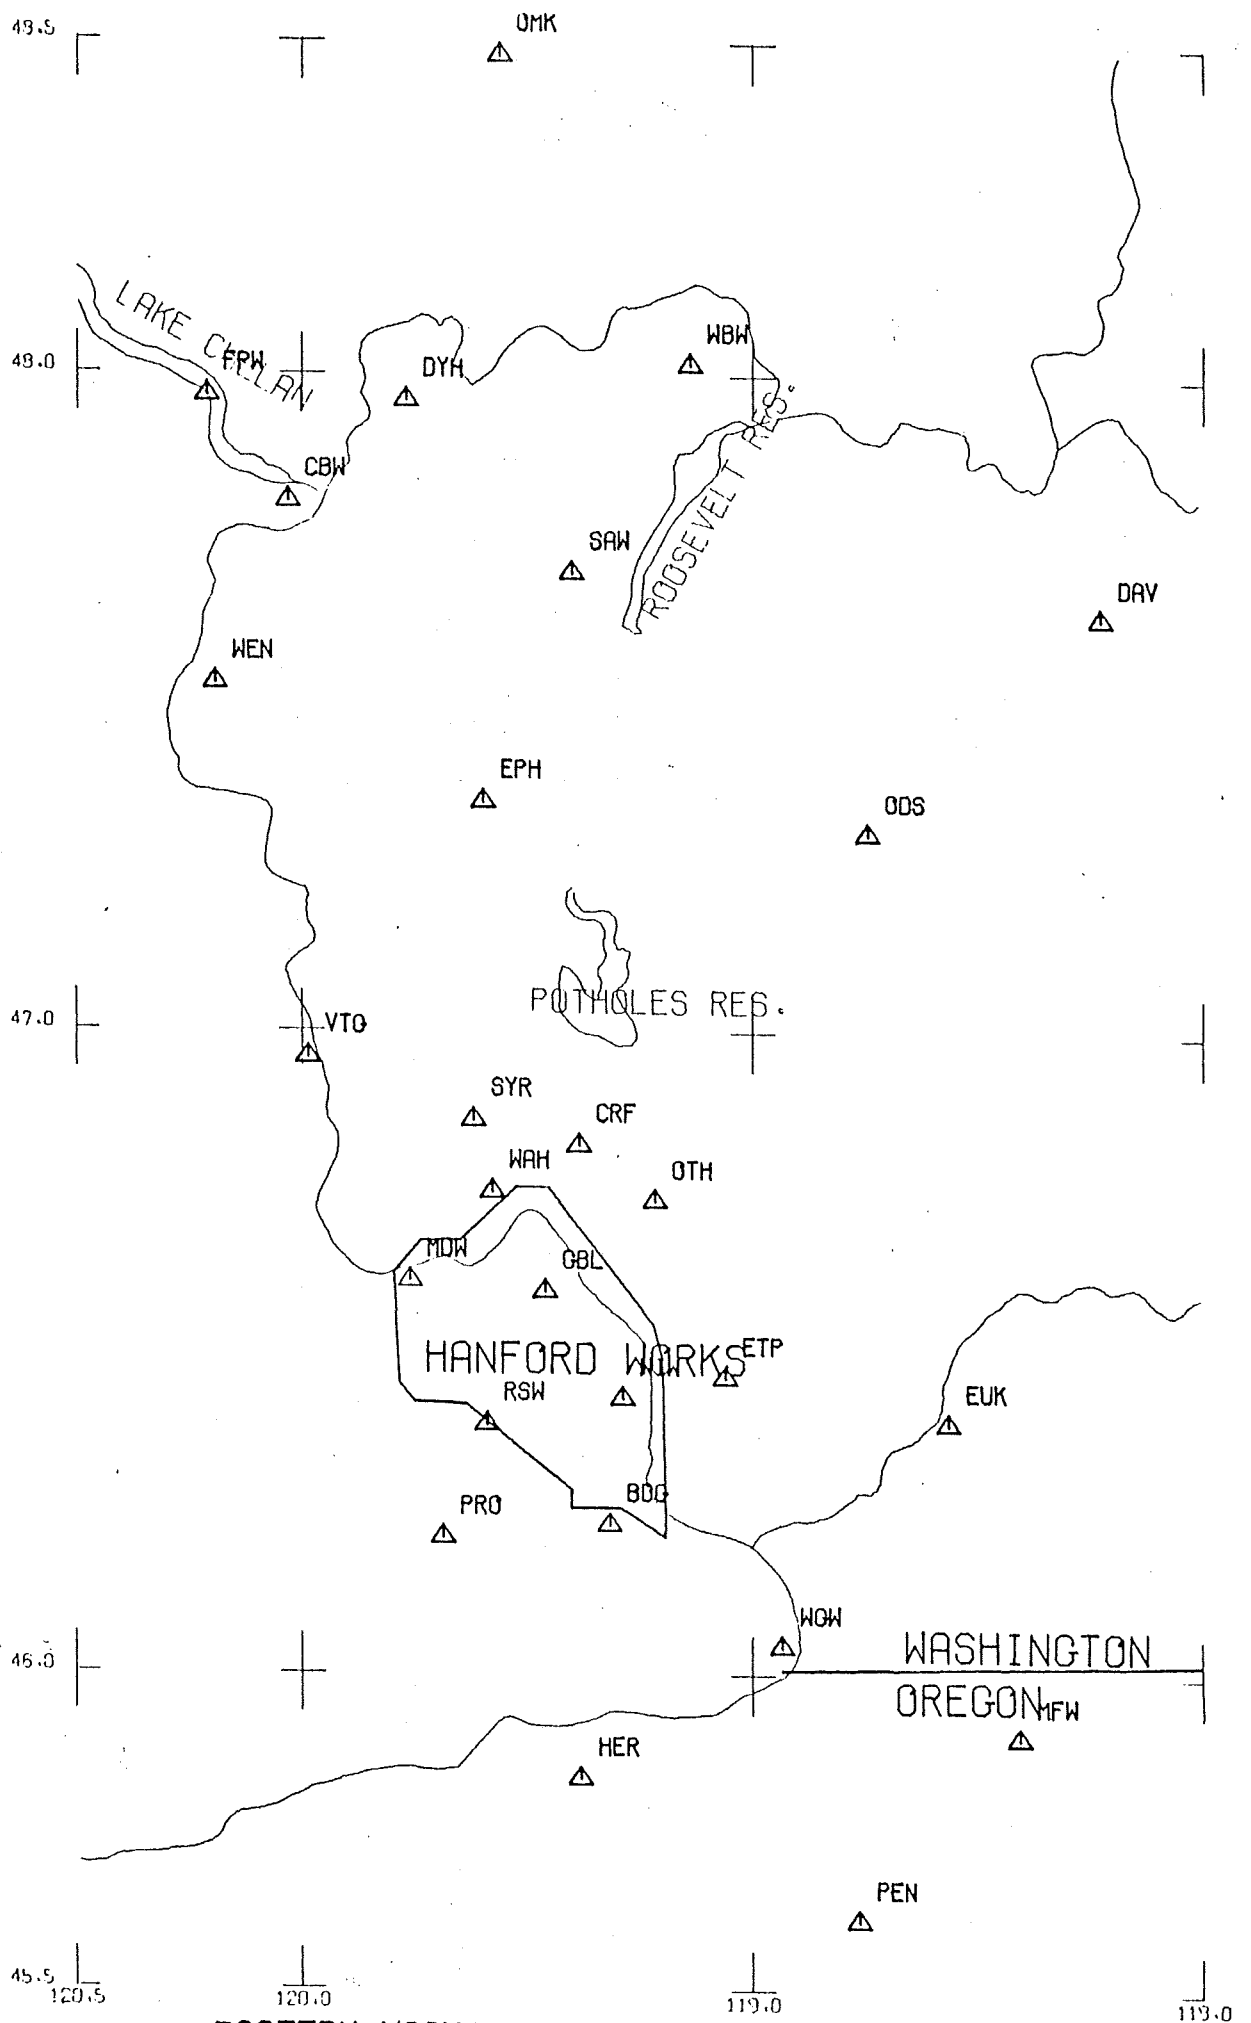 48.5
OMK
LAKE CHELAN
WBW
48.0
FPW
DYH
CBW
ROOSEVELT RES.
SAW
DAV
WEN
EPH
ODS
POTHOLES RES.
47.0
VTG
SYR
CRF
WAH
OTH
MDW
GBL
HANFORD WORKS
ETP
RSW
EUK
BDG
PRO
WGW
WASHINGTON
46.0
OREGON
MFW
HER
PEN
45.5
120.5
120.0
119.0
118.0